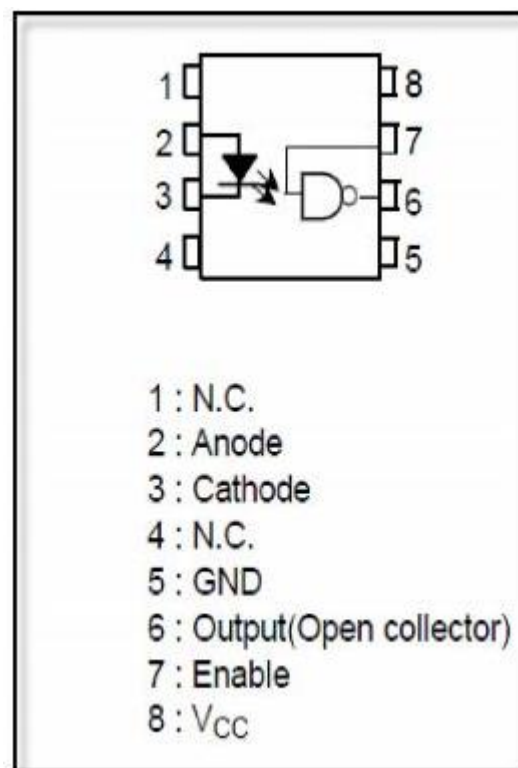 1 8
2 7
3 6
4 5
1 : N.C.
2 : Anode
3 : Cathode
4 : N.C.
5 : GND
6 : Output(Open collector)
7 : Enable
8 : VCC